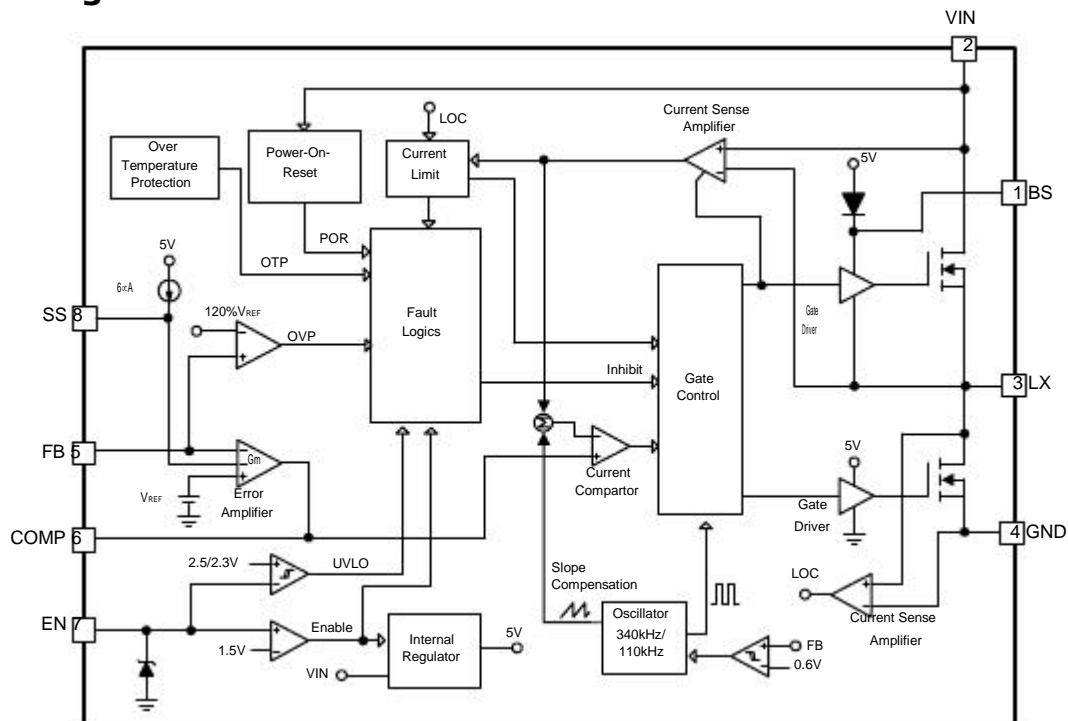 g
VIN
2
Current Sense
Amplifier
LOC
Over
Temperature
Protection
Power-On-
Reset
Current
Limit
5V
1 BS
POR
OTP
5V
6∝A
SS 8
120%VREF
OVP
Fault
Logics
Gate
Driver
Inhibit
Gate
Control
3 LX
FB 5
Gm
Error
Amplifier
VREF
Current
Compartor
5V
Gate
Driver
COMP 6
4 GND
2.5/2.3V
UVLO
Slope
Compensation
LOC
Current Sense
Amplifier
EN 7
Enable
1.5V
Internal
Regulator
5V
VIN
Oscillator
340kHz/
110kHz
FB
0.6V